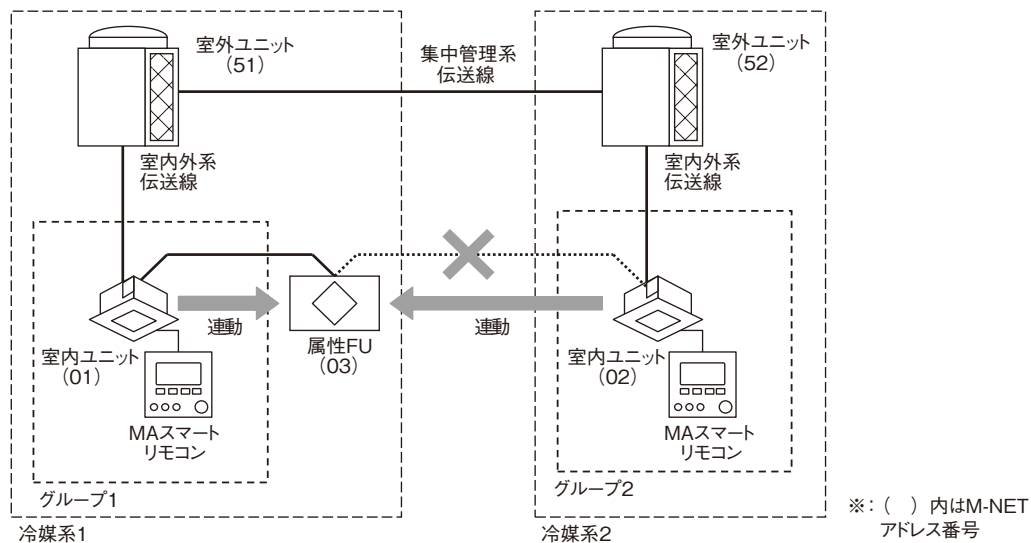 室外ユニット
(51)
集中管理系
伝送線
室外ユニット
(52)
室内外系
伝送線
室内外系
伝送線
連動
連動
室内ユニット
(01)
属性FU
(03)
室内ユニット
(02)
MAスマート
リモコン
MAスマート
リモコン
グループ1
グループ2
冷媒系1
冷媒系2
※：（　）内はM-NET
アドレス番号